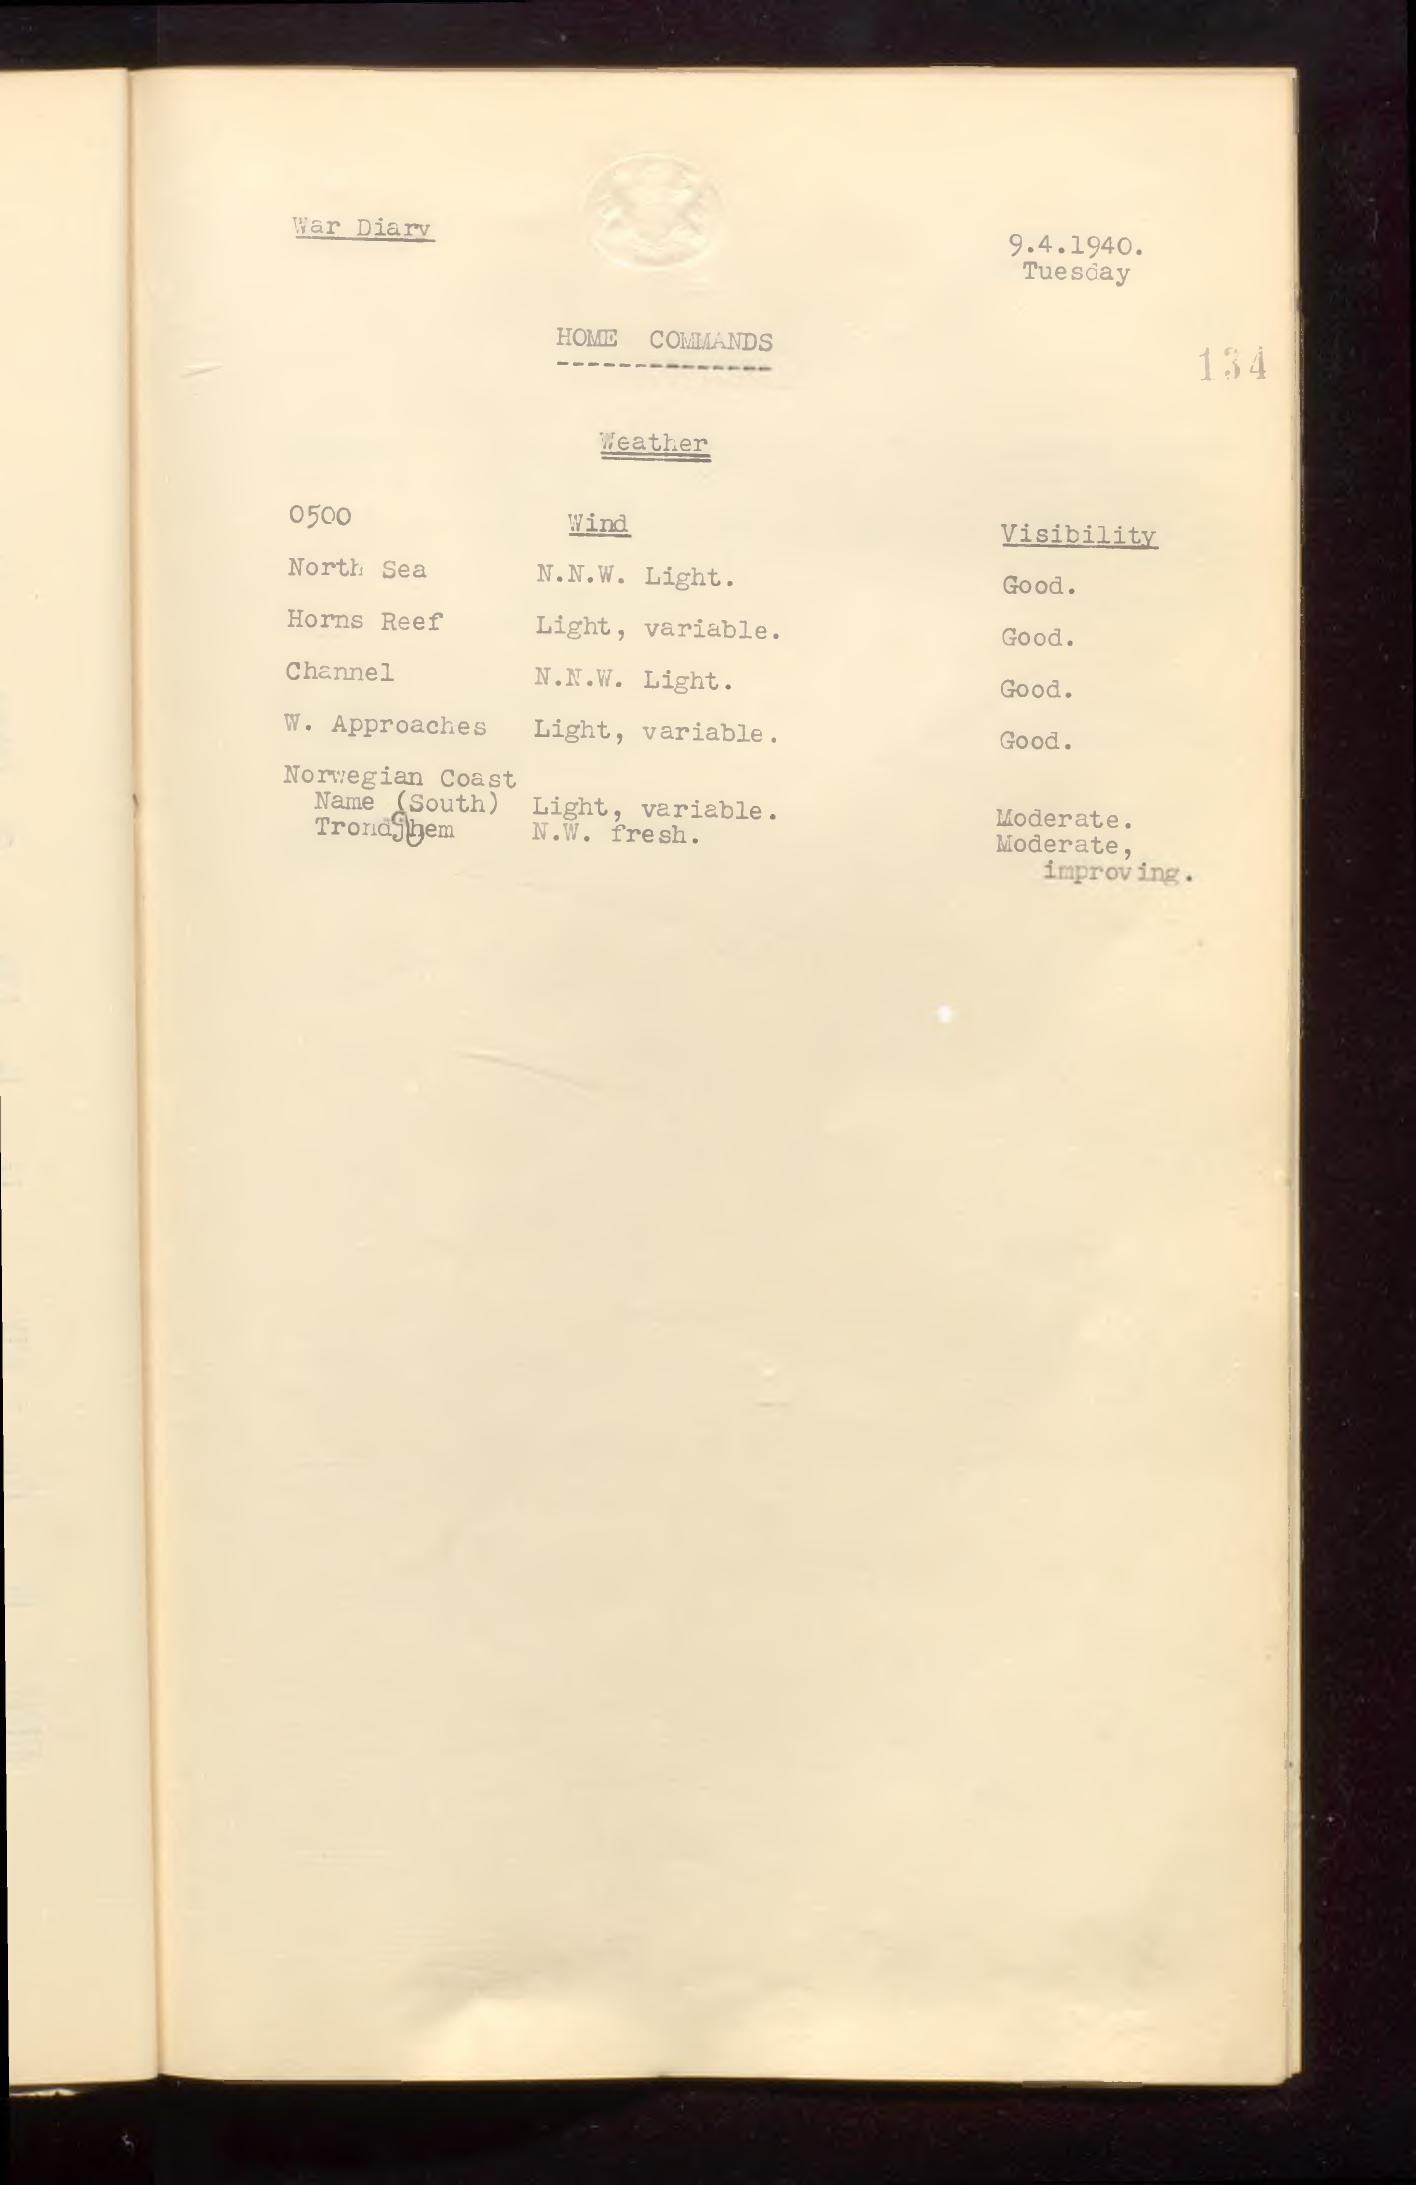 War Diary
9.4.1940.
Tuesday
HOME COMMANDS
134
Weather
0500 Wind Visibility
North Sea N.N.W. Light. Good.
Horns Reef Light, variable. Good.
Channel N.N.W. Light. Good.
W. Approaches Light, variable. Good.
Norwegian Coast
Name (South) Light, variable. Moderate.
Trondjhem N.W. fresh. Moderate,
improving.